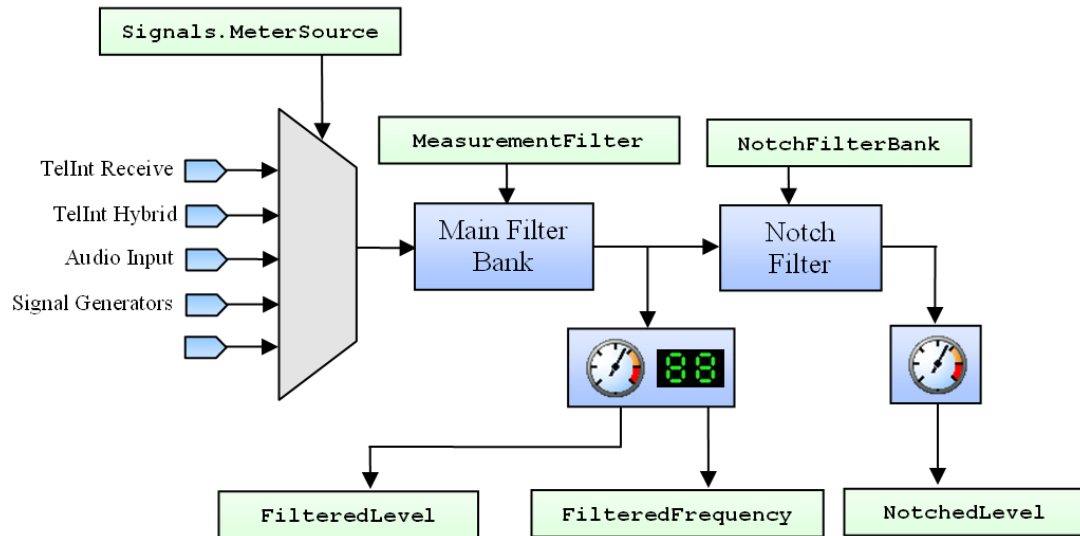 Signals.MeterSource
MeasurementFilter
NotchFilterBank
TelInt Receive
TelInt Hybrid
Audio Input
Signal Generators
Main Filter
Bank
Notch
Filter
88
FilteredLevel
FilteredFrequency
NotchedLevel